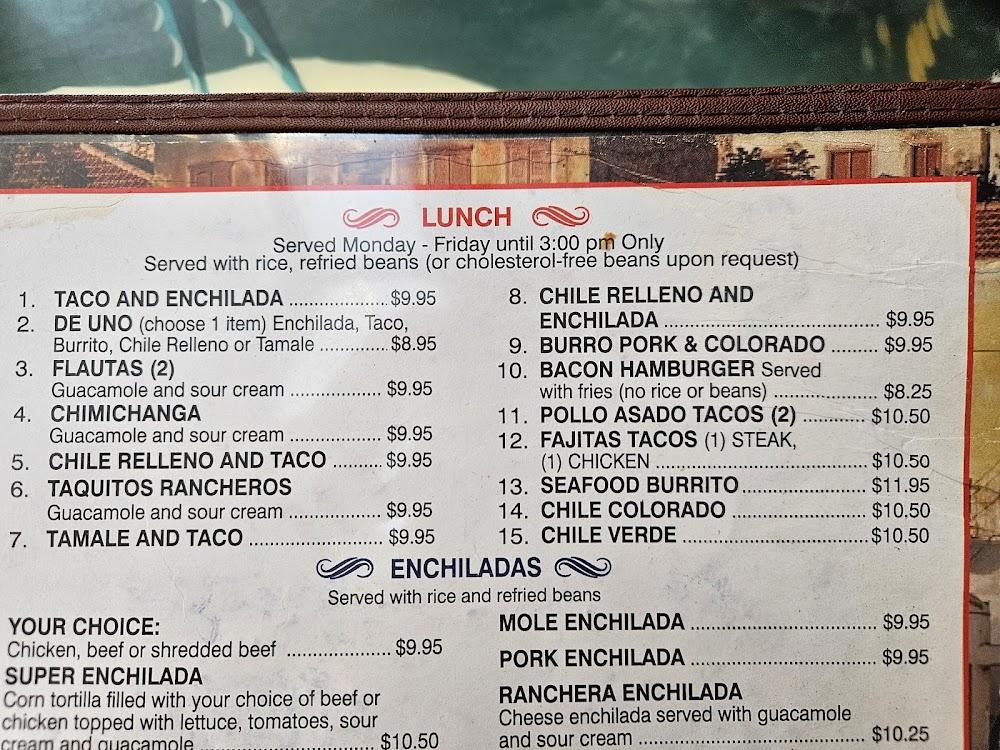 LUNCH
Served Monday - Friday until 3:00 pm Only
Served with rice, refried beans (or cholesterol-free beans upon request)
1. TACO AND ENCHILADA ................... $9.95
2. DE UNO (choose 1 item) Enchilada, Taco,
Burrito, Chile Relleno or Tamale ............. $8.95
3. FLAUTAS (2)
Guacamole and sour cream ................. $9.95
4. CHIMICHANGA
Guacamole and sour cream ................. $9.95
5. CHILE RELLENO AND TACO ......... $9.95
6. TAQUITOS RANCHEROS
Guacamole and sour cream ................. $9.95
7. TAMALE AND TACO ........................ $9.95
8. CHILE RELLENO AND
ENCHILADA ....................................... $9.95
9. BURRO PORK & COLORADO ......... $9.95
10. BACON HAMBURGER Served
with fries (no rice or beans) ................... $8.25
11. POLLO ASADO TACOS (2) ............ $10.50
12. FAJITAS TACOS (1) STEAK,
(1) CHICKEN ....................................... $10.50
13. SEAFOOD BURRITO....................... $11.95
14. CHILE COLORADO ......................... $10.50
15. CHILE VERDE .................................. $10.50
ENCHILADAS
Served with rice and refried beans
YOUR CHOICE:
Chicken, beef or shredded beef ................... $9.95
SUPER ENCHILADA
Corn tortilla filled with your choice of beef or
chicken topped with lettuce, tomatoes, sour
cream and guacamole ................................ $10.50
MOLE ENCHILADA .................................. $9.95
PORK ENCHILADA .................................. $9.95
RANCHERA ENCHILADA
Cheese enchilada served with guacamole
and sour cream .......................................... $10.25